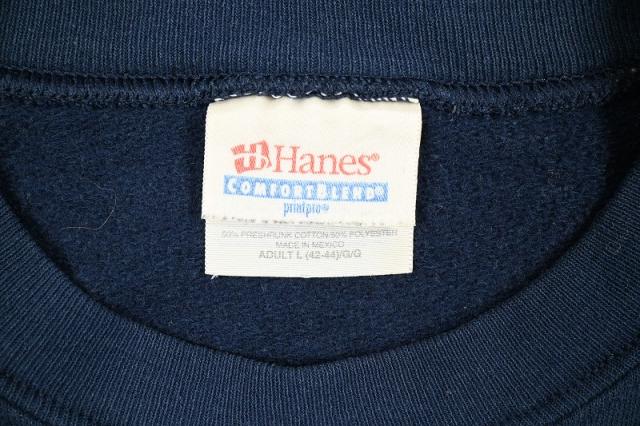 Hanes®
COMFORTBLEND®
printpro®
50% PRESHRUNK COTTON/50% POLYESTER
MADE IN MEXICO
ADULT L (42-44)/G/G